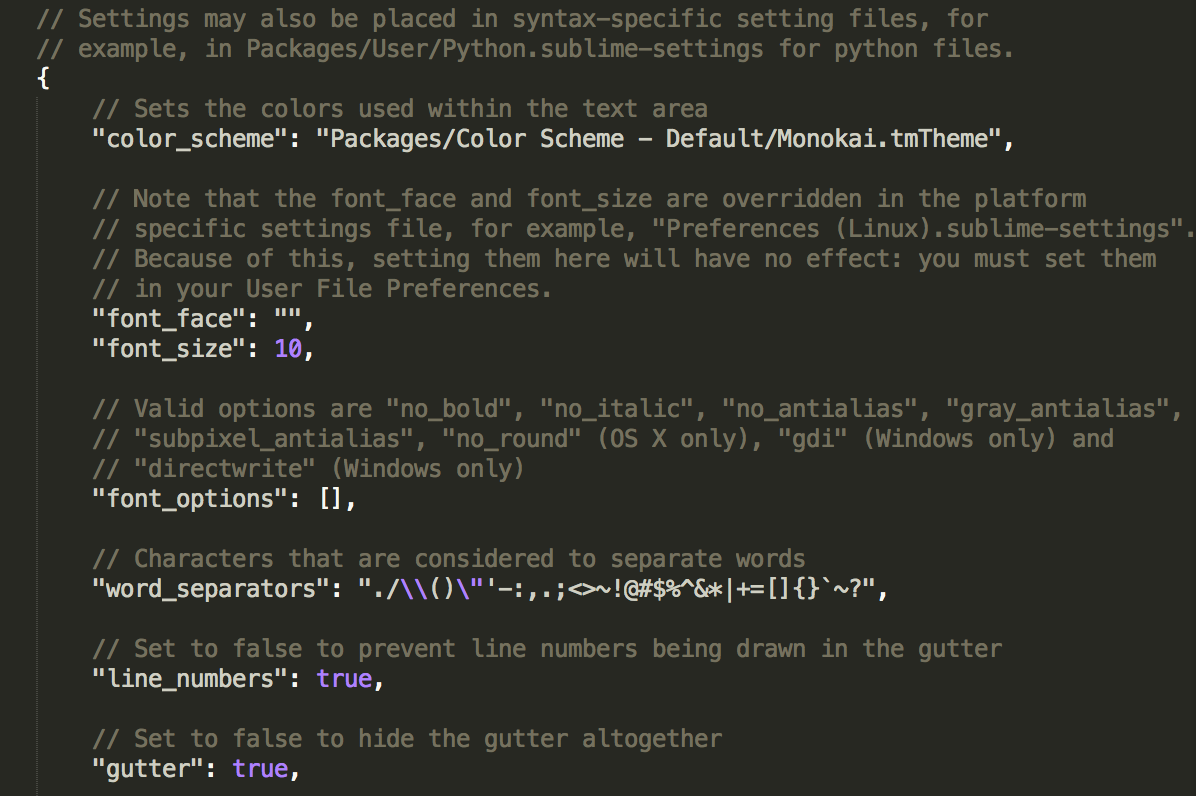 // Settings may also be placed in syntax-specific setting files, for
// example, in Packages/User/Python.sublime-settings for python files.
{
// Sets the colors used within the text area
"color_scheme": "Packages/Color Scheme - Default/Monokai.tmTheme",
// Note that the font_face and font_size are overridden in the platform
// specific settings file, for example, "Preferences (Linux).sublime-settings".
// Because of this, setting them here will have no effect: you must set them
// in your User File Preferences.
"font_face": "",
"font_size": 10,
// Valid options are "no_bold", "no_italic", "no_antialias", "gray_antialias",
// "subpixel_antialias", "no_round" (OS X only), "gdi" (Windows only) and
// "directwrite" (Windows only)
"font_options": [],
// Characters that are considered to separate words
"word_separators": "./\\()\"'-:,.;<>~!@#$%^&*|+=[]{}`~?",
// Set to false to prevent line numbers being drawn in the gutter
"line_numbers": true,
// Set to false to hide the gutter altogether
"gutter": true,